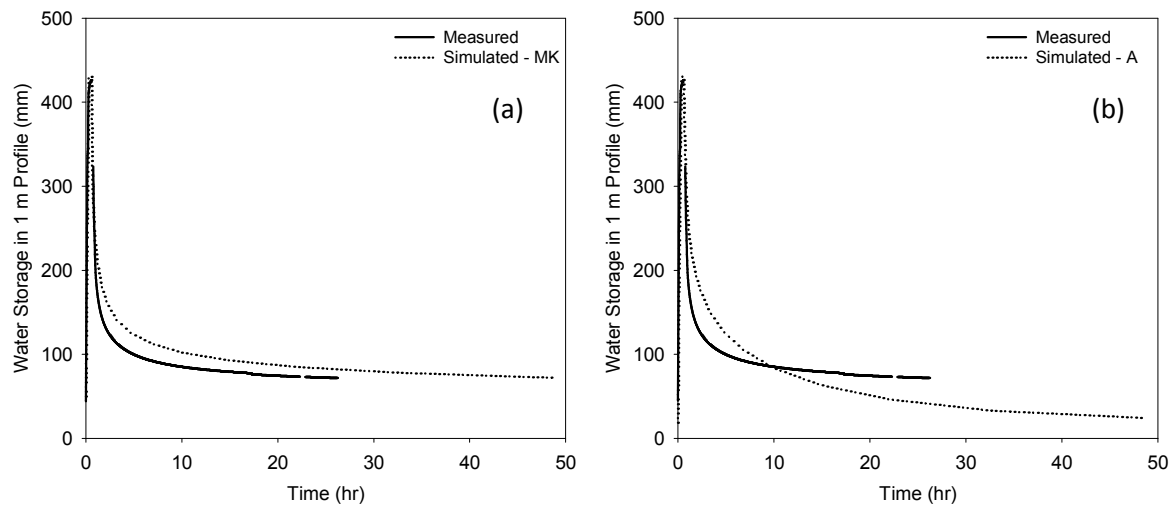 500
400
300
200
100
0
Water Storage in 1 m Profile (mm)
0 10 20 30 40 50
Time (hr)
Measured
Simulated - MK
(a)
500
400
300
200
100
0
Water Storage in 1 m Profile (mm)
0 10 20 30 40 50
Time (hr)
Measured
Simulated - A
(b)